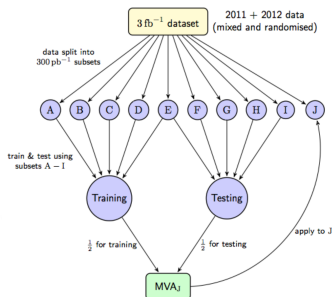 3 fb⁻¹ dataset
2011 + 2012 data
(mixed and randomised)
data split into
300 pb⁻¹ subsets
A B C D E F G H I J
train & test using
subsets A – I
Training
Testing
½ for training
½ for testing
apply to J
MVA_J